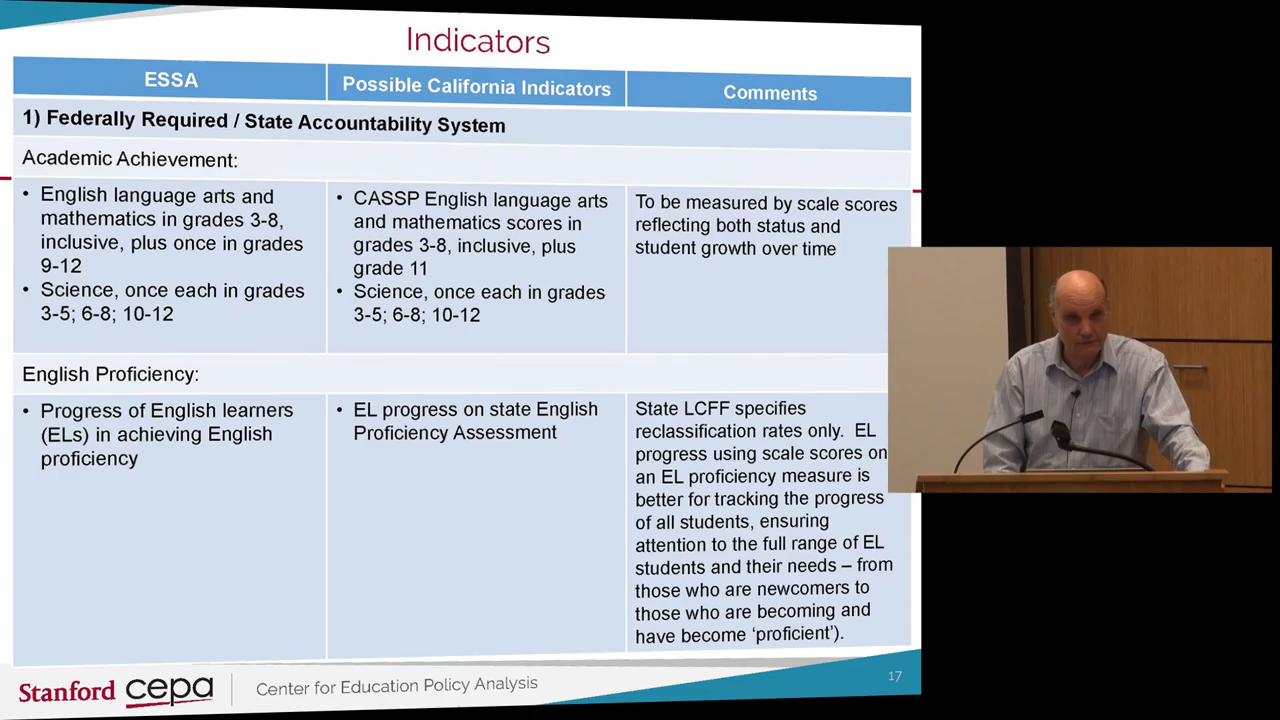 Indicators
ESSA
Possible California Indicators
Comments
1) Federally Required / State Accountability System
Academic Achievement:
• English language arts and
mathematics in grades 3-8,
inclusive, plus once in grades
9-12
• Science, once each in grades
3-5; 6-8; 10-12
• CASSP English language arts
and mathematics scores in
grades 3-8, inclusive, plus
grade 11
• Science, once each in grades
3-5; 6-8; 10-12
To be measured by scale scores
reflecting both status and
student growth over time
English Proficiency:
• Progress of English learners
(ELs) in achieving English
proficiency
• EL progress on state English
Proficiency Assessment
State LCFF specifies
reclassification rates only. EL
progress using scale scores on
an EL proficiency measure is
better for tracking the progress
of all students, ensuring
attention to the full range of EL
students and their needs – from
those who are newcomers to
those who are becoming and
have become ‘proficient’).
Stanford cepa
Center for Education Policy Analysis
17